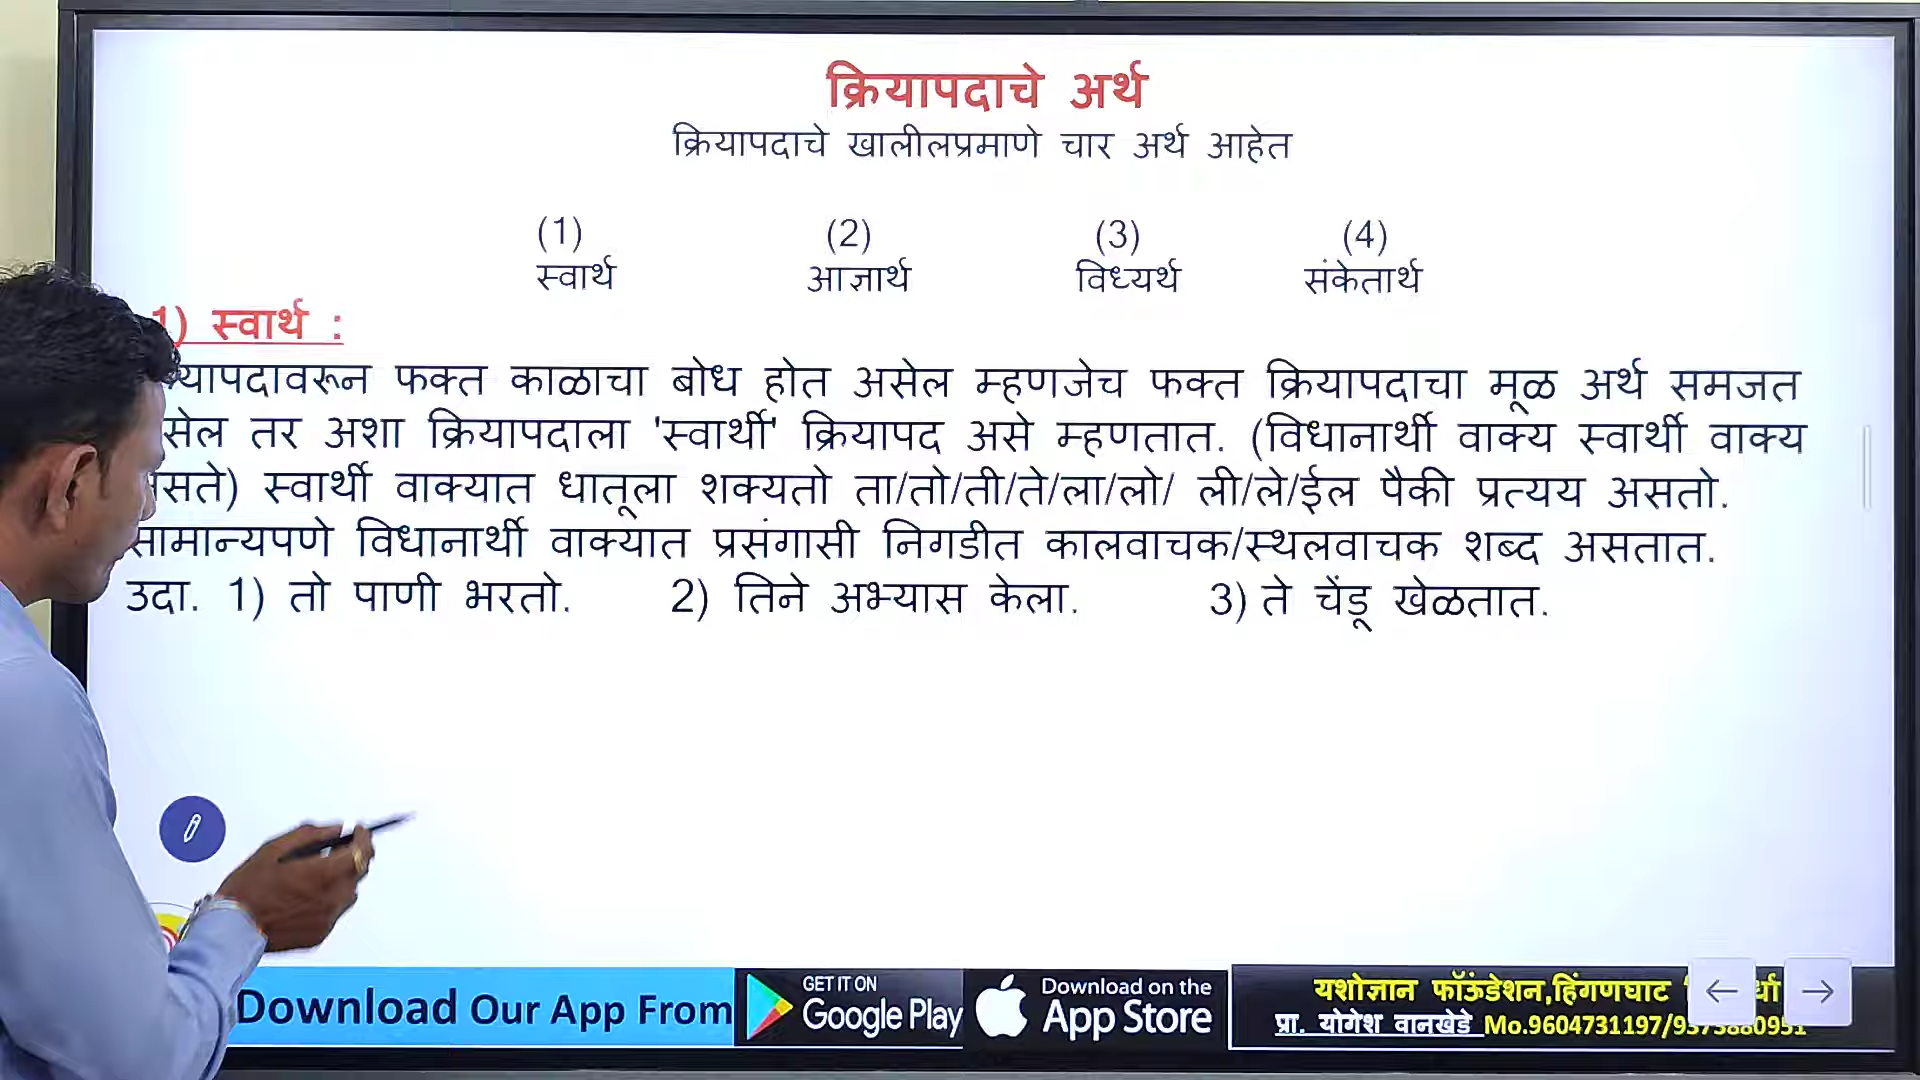 क्रियापदाचे अर्थ
क्रियापदाचे खालीलप्रमाणे चार अर्थ आहेत
(1) (2) (3) (4)
स्वार्थ आज्ञार्थ विध्यर्थ संकेतार्थ
1) स्वार्थ :
फक्त काळाचा बोध होत असेल म्हणजेच फक्त क्रियापदाचा मूळ अर्थ समजत
तर अशा क्रियापदाला 'स्वार्थी' क्रियापद असे म्हणतात. (विधानार्थी वाक्य स्वार्थी वाक्य
स्वार्थी वाक्यात धातूला शक्यतो ता/तो/ती/ते/ला/लो/ ली/ले/ईल पैकी प्रत्यय असतो.
सामान्यपणे विधानार्थी वाक्यात प्रसंगासी निगडीत कालवाचक/स्थलवाचक शब्द असतात.
उदा. 1) तो पाणी भरतो. 2) तिने अभ्यास केला. 3) ते चेंडू खेळतात.
Download Our App From
GET IT ON
Google Play
Download on the
App Store
यशोज्ञान फॉऊंडेशन,हिंगणघाट
प्रा. योगेश वानखेडे Mo.9604731197/